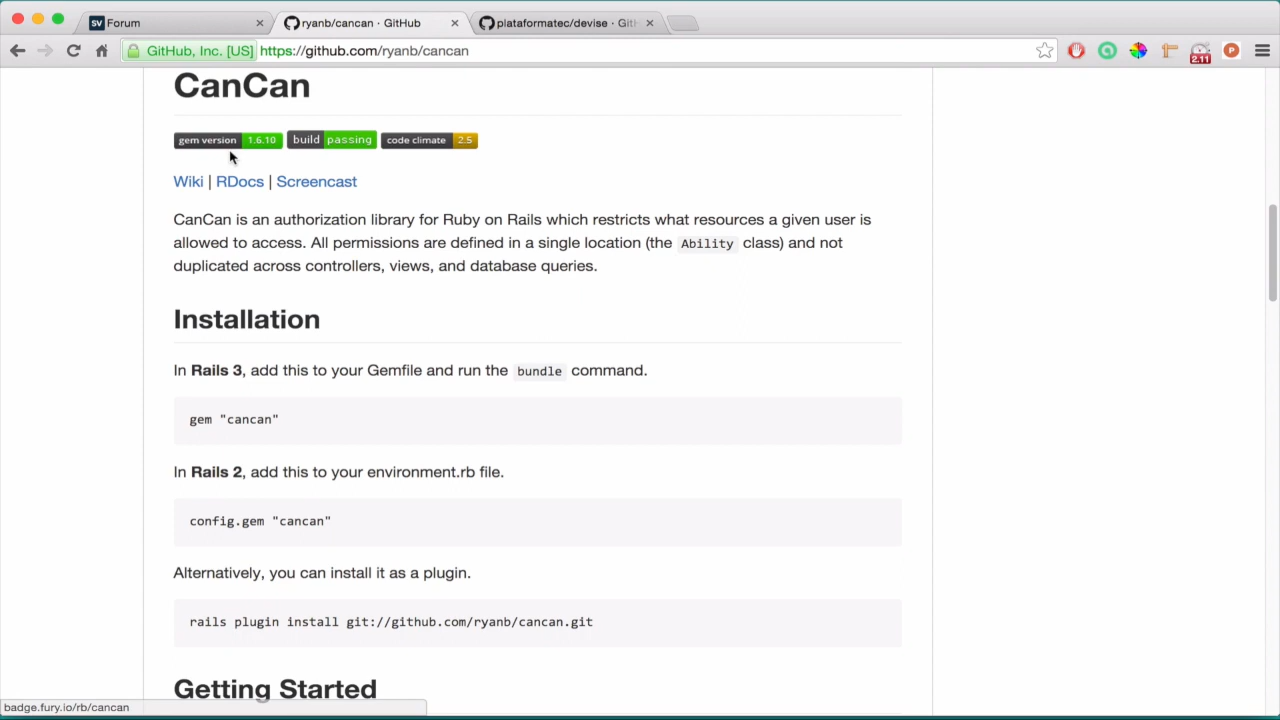 SV Forum
ryanb/cancan · GitHub
plataformatec/devise · Git
GitHub, Inc. [US] https://github.com/ryanb/cancan
2.11
P
CanCan
gem version 1.6.10 build passing code climate 2.5
Wiki | RDocs | Screencast
CanCan is an authorization library for Ruby on Rails which restricts what resources a given user is
allowed to access. All permissions are defined in a single location (the Ability class) and not
duplicated across controllers, views, and database queries.
Installation
In Rails 3, add this to your Gemfile and run the bundle command.
gem "cancan"
In Rails 2, add this to your environment.rb file.
config.gem "cancan"
Alternatively, you can install it as a plugin.
rails plugin install git://github.com/ryanb/cancan.git
Getting Started
badge.fury.io/rb/cancan